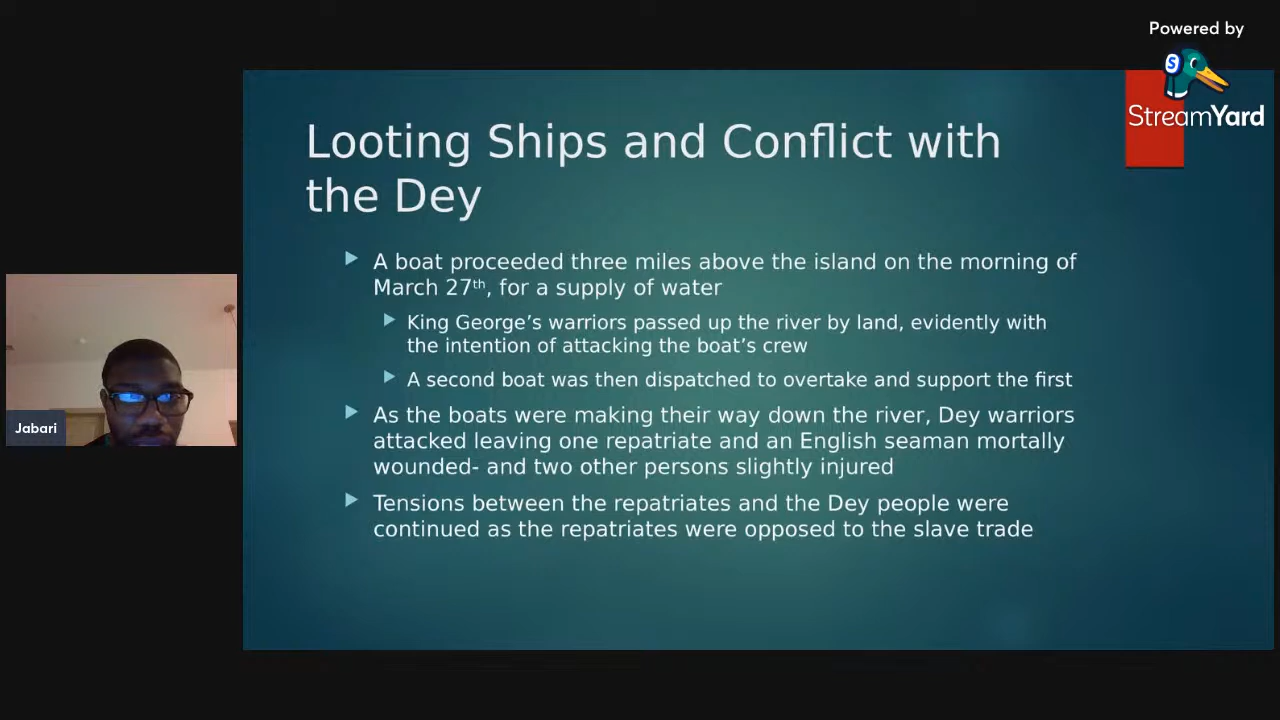 Powered by
StreamYard
Looting Ships and Conflict with
the Dey
A boat proceeded three miles above the island on the morning of
March 27th, for a supply of water
King George’s warriors passed up the river by land, evidently with
the intention of attacking the boat’s crew
A second boat was then dispatched to overtake and support the first
As the boats were making their way down the river, Dey warriors
attacked leaving one repatriate and an English seaman mortally
wounded- and two other persons slightly injured
Tensions between the repatriates and the Dey people were
continued as the repatriates were opposed to the slave trade
Jabari